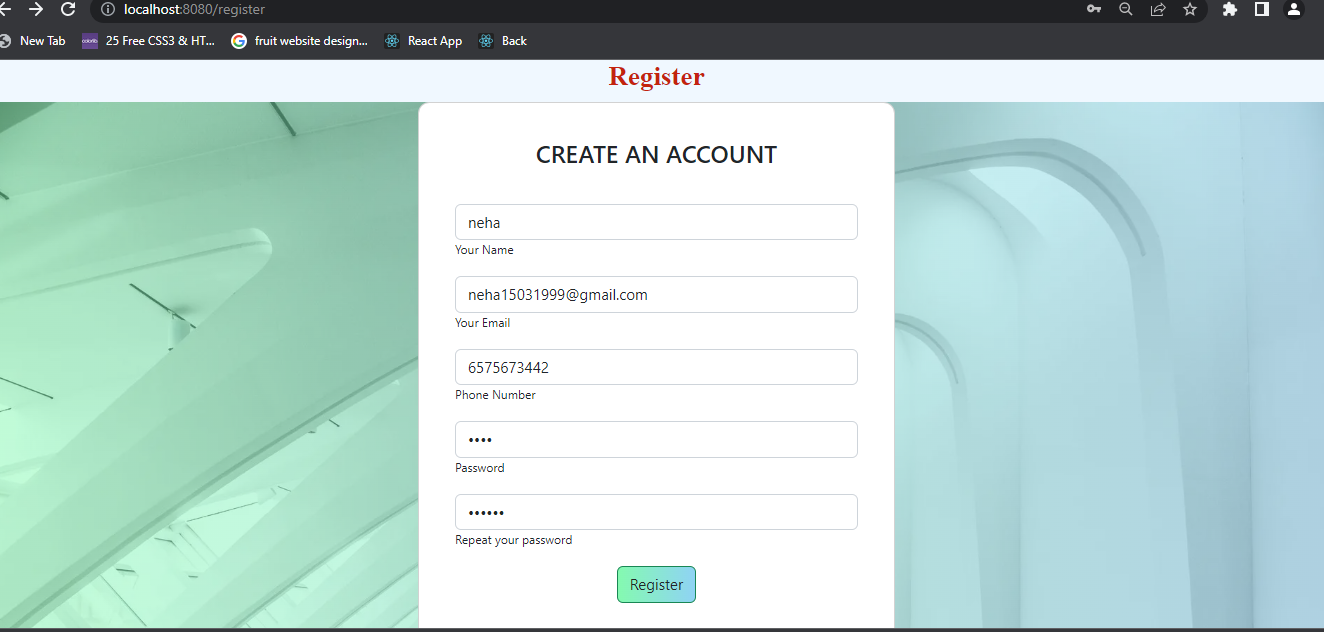 localhost:8080/register
New Tab 25 Free CSS3 & HT... fruit website design... React App Back
Register
CREATE AN ACCOUNT
neha
Your Name
neha15031999@gmail.com
Your Email
6575673442
Phone Number
••••
Password
••••••
Repeat your password
Register